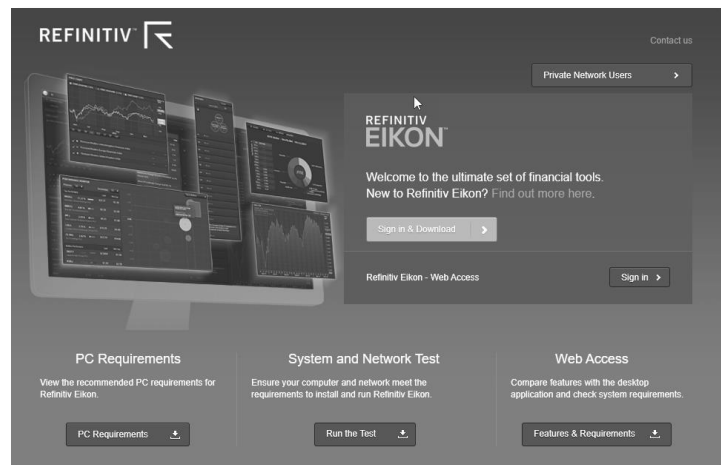 REFINITIV™
Contact us
Private Network Users
REFINITIV
EIKON™
Welcome to the ultimate set of financial tools.
New to Refinitiv Eikon? Find out more here.
Sign in & Download
Refinitiv Eikon - Web Access
Sign in
PC Requirements
View the recommended PC requirements for
Refinitiv Eikon.
PC Requirements
System and Network Test
Ensure your computer and network meet the
requirements to install and run Refinitiv Eikon.
Run the Test
Web Access
Compare features with the desktop
application and check system requirements.
Features & Requirements